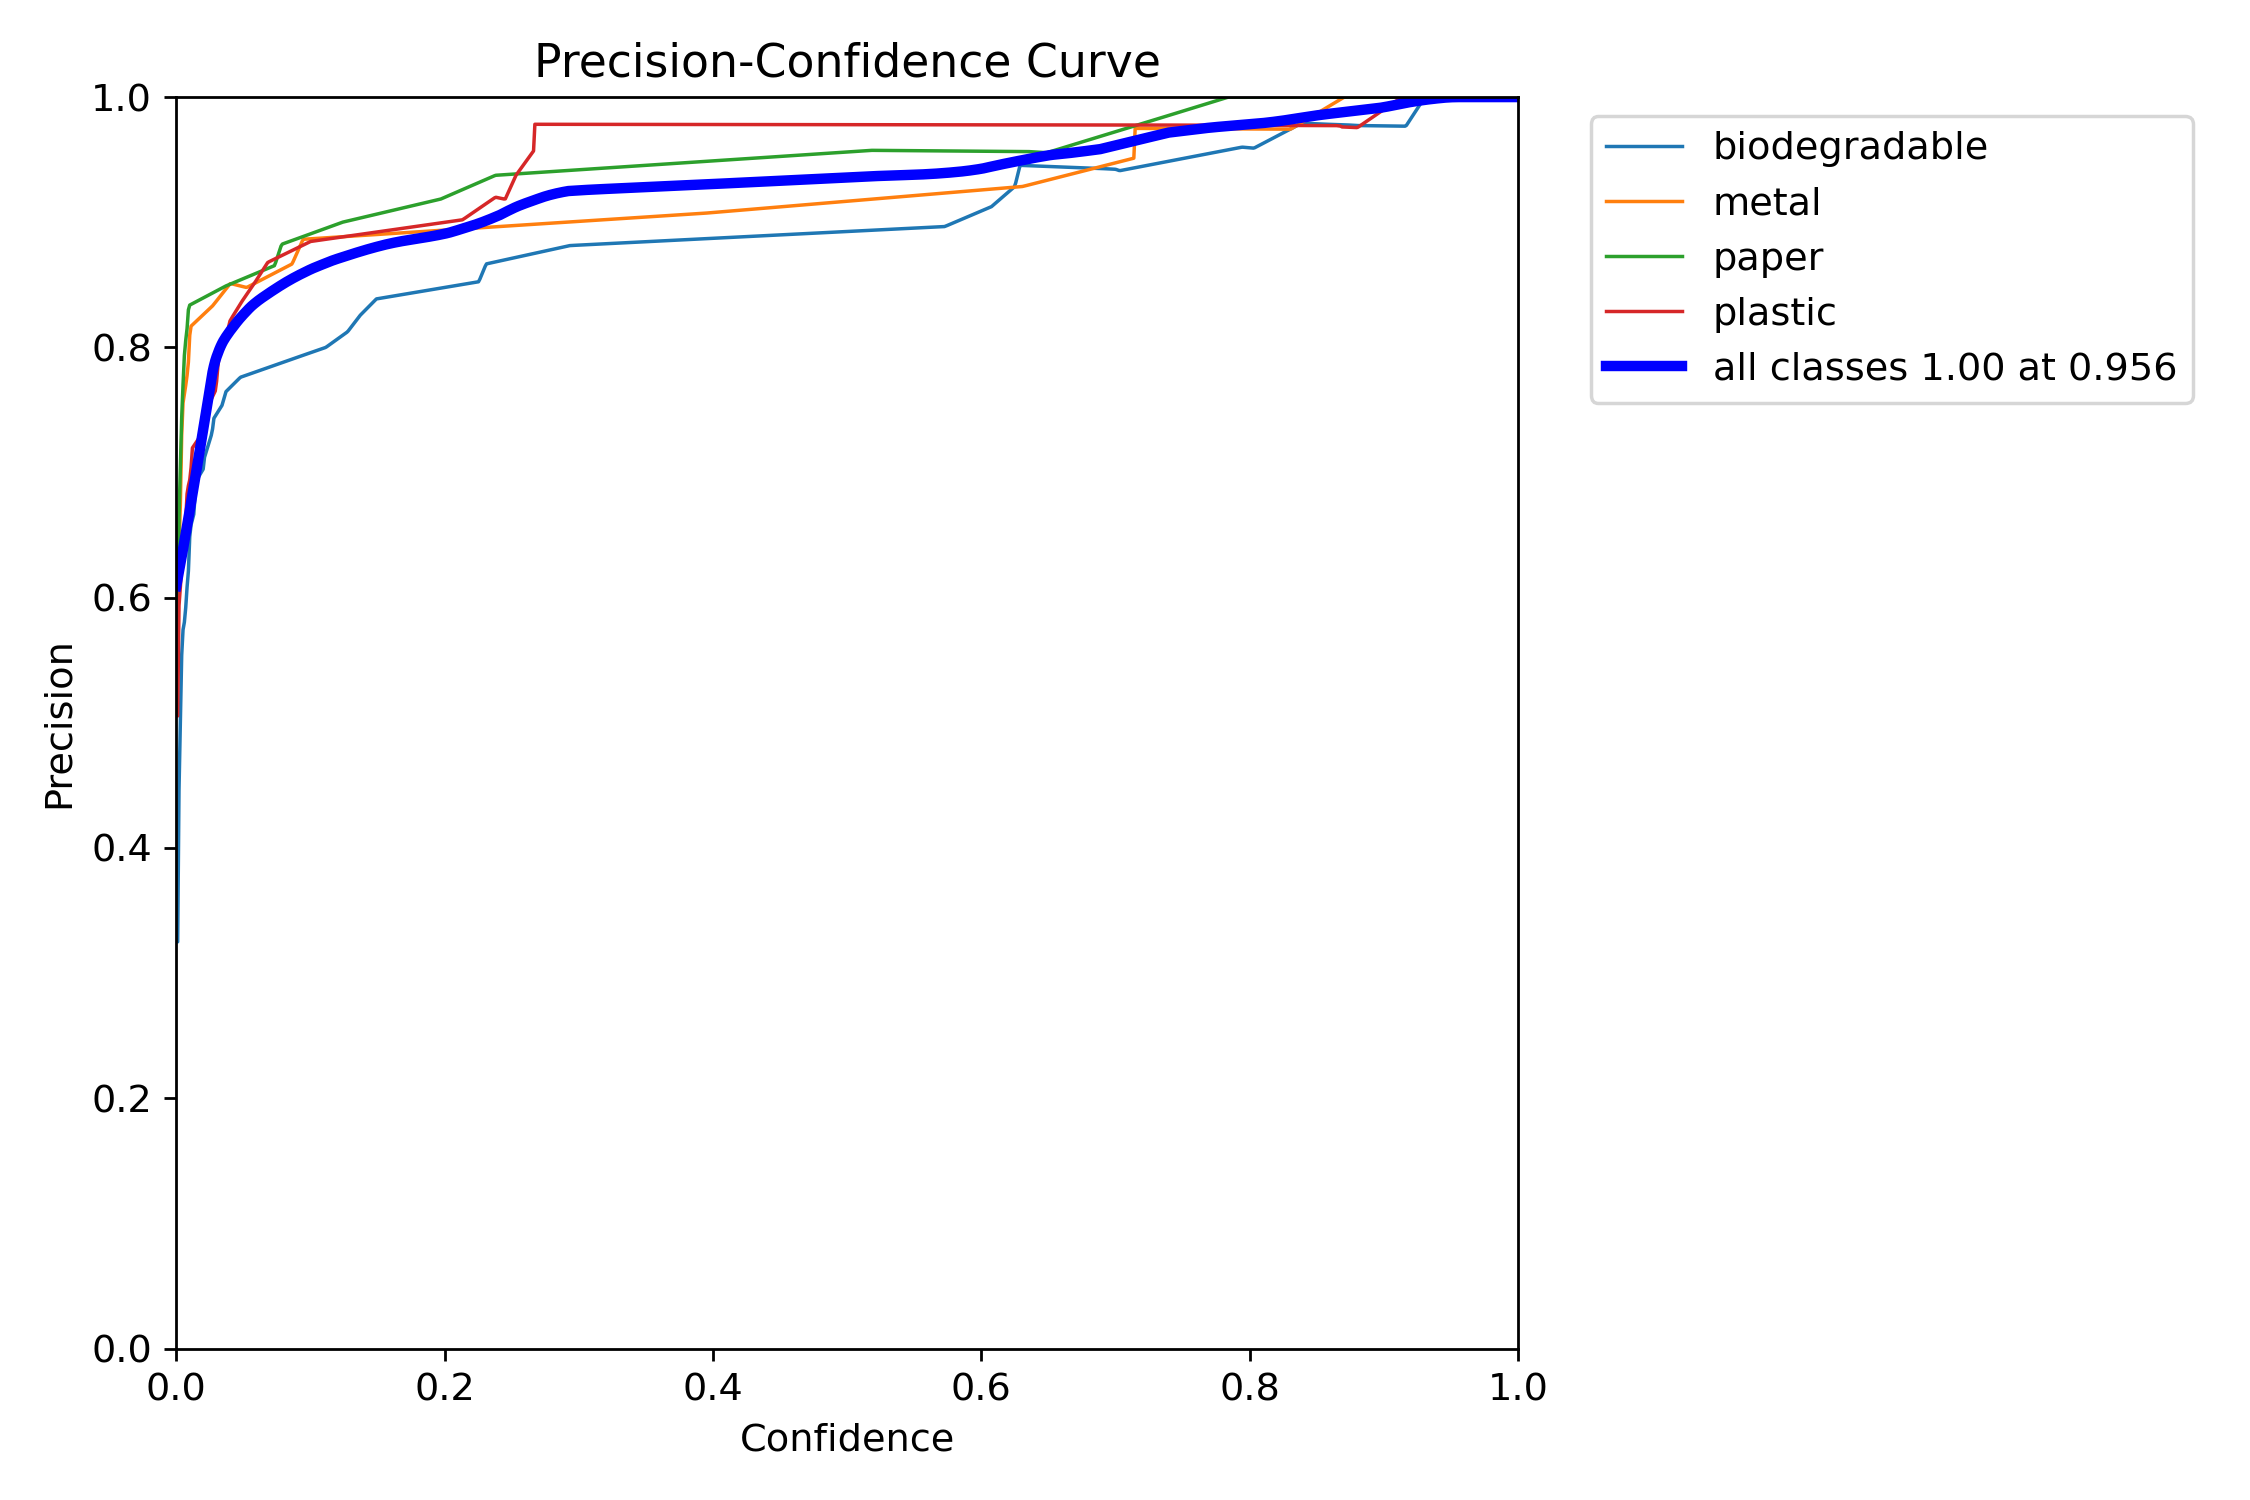 Precision-Confidence Curve
1.0
0.8
0.6
0.4
0.2
0.0
Precision
0.0 0.2 0.4 0.6 0.8 1.0
Confidence
biodegradable
metal
paper
plastic
all classes 1.00 at 0.956